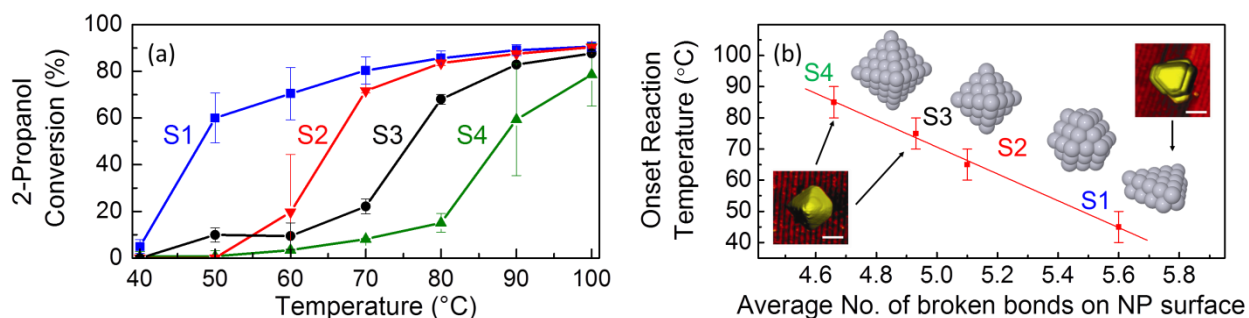 (a)
2-Propanol
Conversion (%)
100
80
60
40
20
0
S1
S2
S3
S4
40 50 60 70 80 90 100
Temperature (°C)
(b)
Onset Reaction
Temperature (°C)
100
90
80
70
60
50
40
S4
S3
S2
S1
4.6 4.8 5.0 5.2 5.4 5.6 5.8
Average No. of broken bonds on NP surface